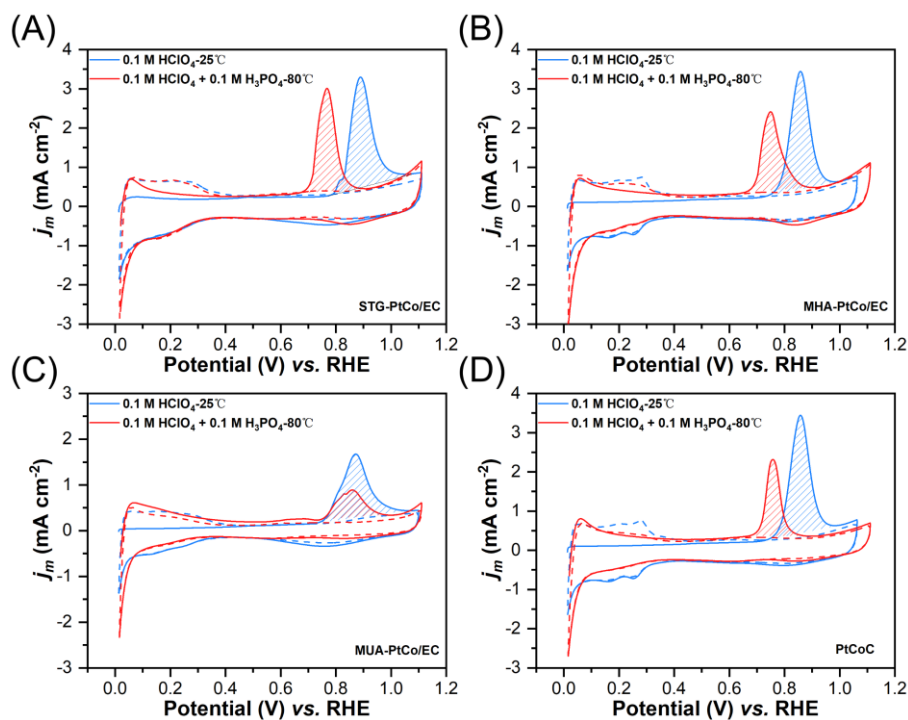 (A)
0.1 M HClO4-25℃
0.1 M HClO4 + 0.1 M H3PO4-80℃
4
3
2
1
0
-1
-2
-3
jm (mA cm-2)
STG-PtCo/EC
0.0 0.2 0.4 0.6 0.8 1.0 1.2
Potential (V) vs. RHE
(B)
0.1 M HClO4-25℃
0.1 M HClO4 + 0.1 M H3PO4-80℃
4
3
2
1
0
-1
-2
-3
jm (mA cm-2)
MHA-PtCo/EC
0.0 0.2 0.4 0.6 0.8 1.0 1.2
Potential (V) vs. RHE
(C)
0.1 M HClO4-25℃
0.1 M HClO4 + 0.1 M H3PO4-80℃
3
2
1
0
-1
-2
-3
jm (mA cm-2)
MUA-PtCo/EC
0.0 0.2 0.4 0.6 0.8 1.0 1.2
Potential (V) vs. RHE
(D)
0.1 M HClO4-25℃
0.1 M HClO4 + 0.1 M H3PO4-80℃
4
3
2
1
0
-1
-2
-3
jm (mA cm-2)
PtCoC
0.0 0.2 0.4 0.6 0.8 1.0 1.2
Potential (V) vs. RHE